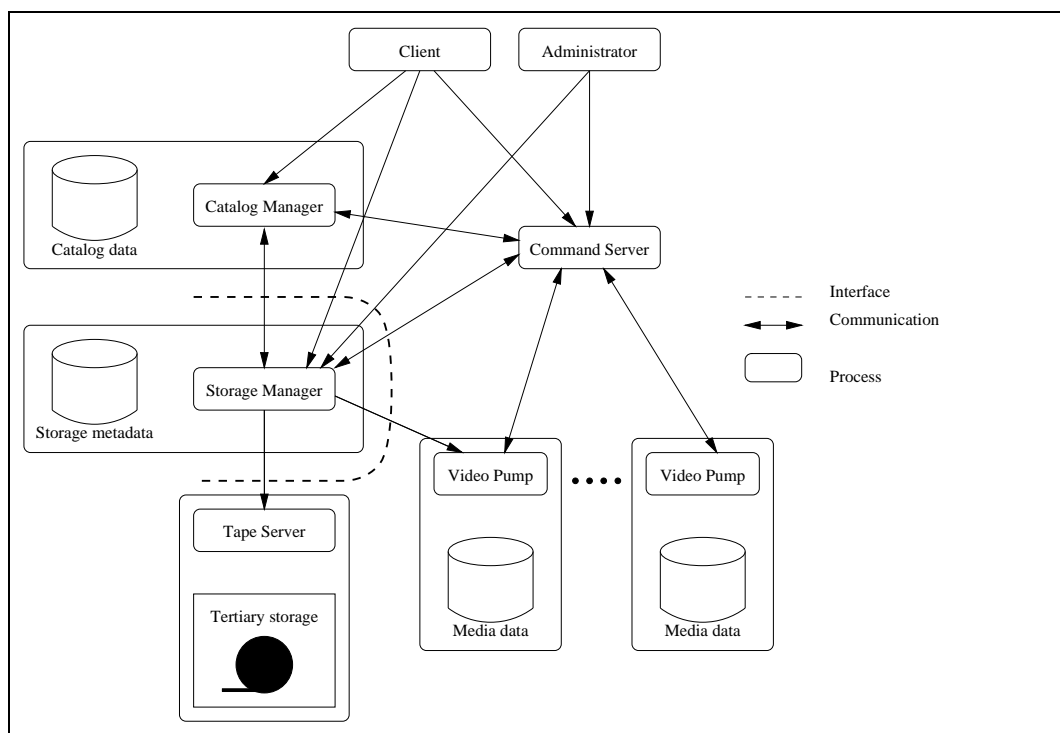 Client
Administrator
Catalog Manager
Catalog data
Command Server
Interface
Communication
Process
Storage Manager
Storage metadata
Video Pump
Video Pump
Tape Server
Tertiary storage
Media data
Media data